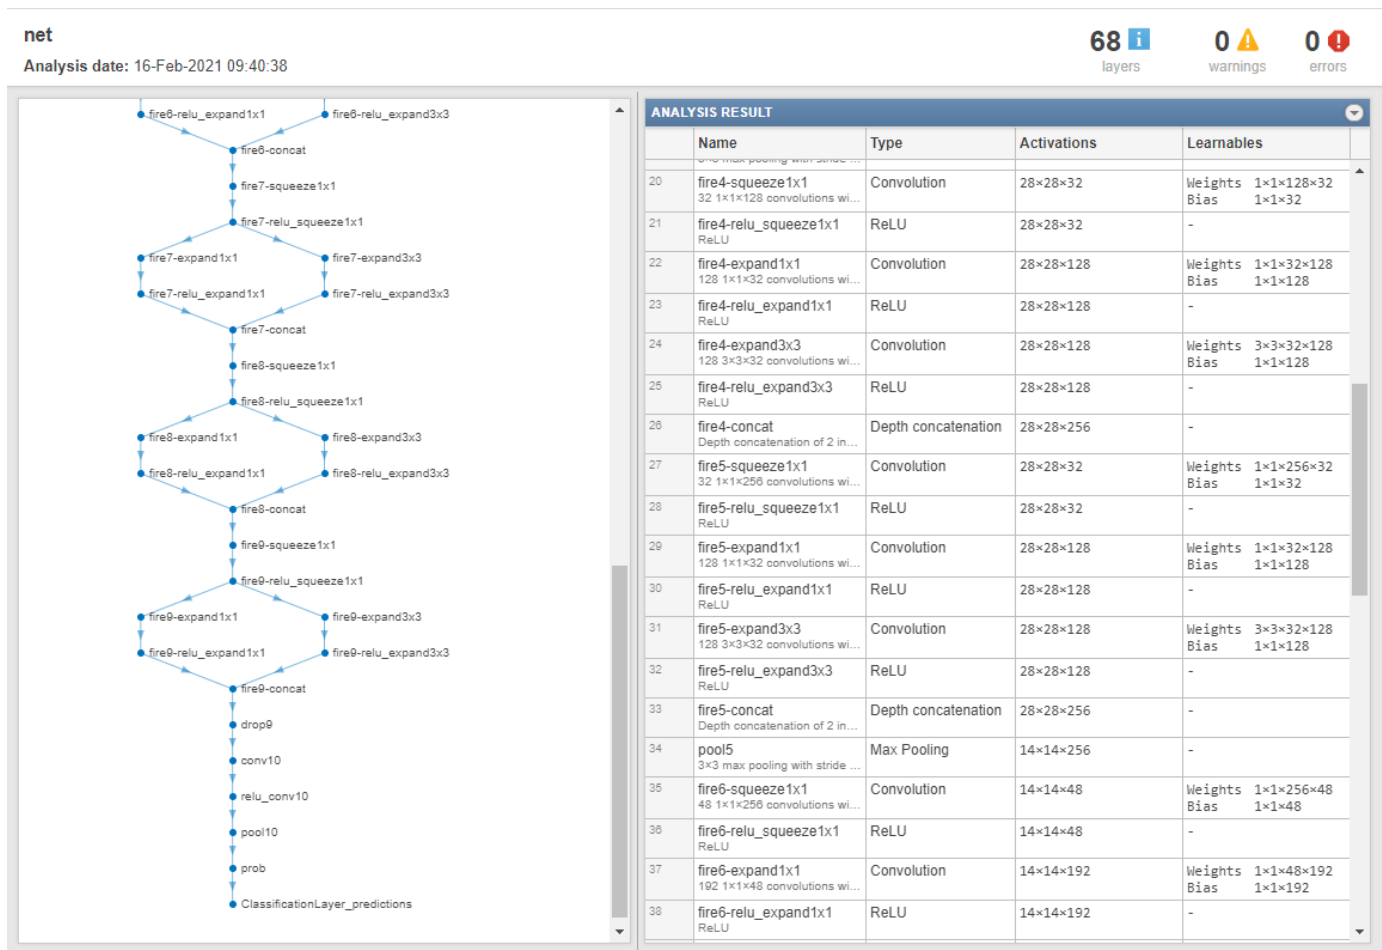 net
Analysis date: 16-Feb-2021 09:40:38
68
layers
0
warnings
0
errors
fire6-relu_expand1x1 fire6-relu_expand3x3
fire6-concat
fire7-squeeze1x1
fire7-relu_squeeze1x1
fire7-expand1x1 fire7-expand3x3
fire7-relu_expand1x1 fire7-relu_expand3x3
fire7-concat
fire8-squeeze1x1
fire8-relu_squeeze1x1
fire8-expand1x1 fire8-expand3x3
fire8-relu_expand1x1 fire8-relu_expand3x3
fire8-concat
fire9-squeeze1x1
fire9-relu_squeeze1x1
fire9-expand1x1 fire9-expand3x3
fire9-relu_expand1x1 fire9-relu_expand3x3
fire9-concat
drop9
conv10
relu_conv10
pool10
prob
ClassificationLayer_predictions
ANALYSIS RESULT
Name Type Activations Learnables
3×3 max pooling with stride ...
20 fire4-squeeze1x1 Convolution 28×28×32 Weights 1×1×128×32
32 1×1×128 convolutions wi... Bias 1×1×32
21 fire4-relu_squeeze1x1 ReLU 28×28×32 -
ReLU
22 fire4-expand1x1 Convolution 28×28×128 Weights 1×1×32×128
128 1×1×32 convolutions wi... Bias 1×1×128
23 fire4-relu_expand1x1 ReLU 28×28×128 -
ReLU
24 fire4-expand3x3 Convolution 28×28×128 Weights 3×3×32×128
128 3×3×32 convolutions wi... Bias 1×1×128
25 fire4-relu_expand3x3 ReLU 28×28×128 -
ReLU
26 fire4-concat Depth concatenation 28×28×256 -
Depth concatenation of 2 in...
27 fire5-squeeze1x1 Convolution 28×28×32 Weights 1×1×256×32
32 1×1×256 convolutions wi... Bias 1×1×32
28 fire5-relu_squeeze1x1 ReLU 28×28×32 -
ReLU
29 fire5-expand1x1 Convolution 28×28×128 Weights 1×1×32×128
128 1×1×32 convolutions wi... Bias 1×1×128
30 fire5-relu_expand1x1 ReLU 28×28×128 -
ReLU
31 fire5-expand3x3 Convolution 28×28×128 Weights 3×3×32×128
128 3×3×32 convolutions wi... Bias 1×1×128
32 fire5-relu_expand3x3 ReLU 28×28×128 -
ReLU
33 fire5-concat Depth concatenation 28×28×256 -
Depth concatenation of 2 in...
34 pool5 Max Pooling 14×14×256 -
3×3 max pooling with stride ...
35 fire6-squeeze1x1 Convolution 14×14×48 Weights 1×1×256×48
48 1×1×256 convolutions wi... Bias 1×1×48
36 fire6-relu_squeeze1x1 ReLU 14×14×48 -
ReLU
37 fire6-expand1x1 Convolution 14×14×192 Weights 1×1×48×192
192 1×1×48 convolutions wi... Bias 1×1×192
38 fire6-relu_expand1x1 ReLU 14×14×192 -
ReLU